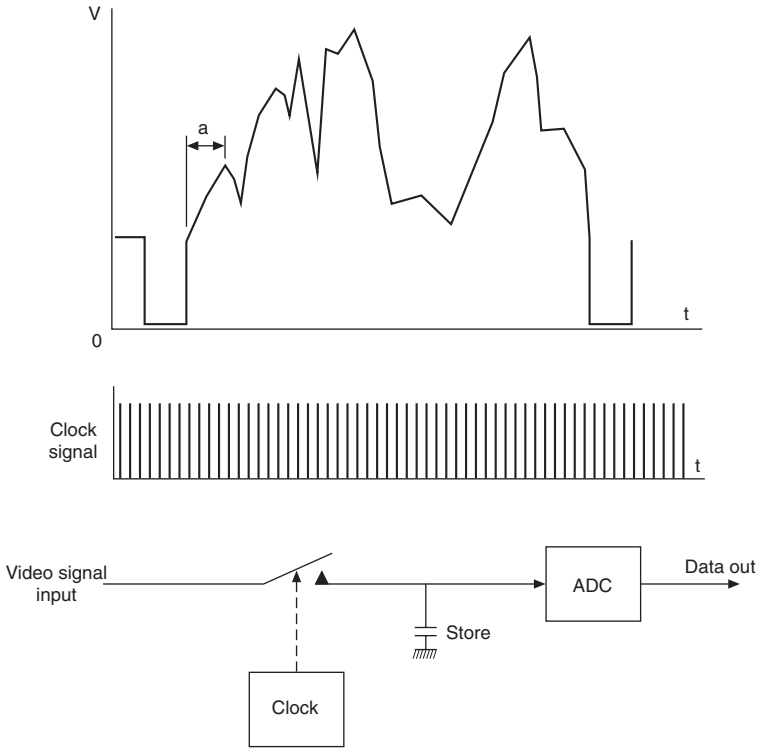 V
a
t
0
Clock
signal
t
Video signal
input
ADC
Data out
Store
Clock